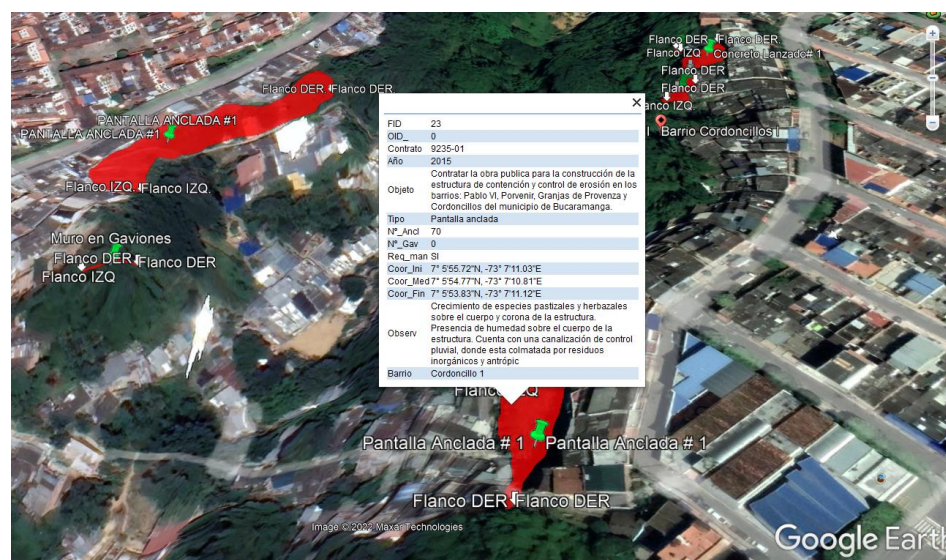 Flanco DER Flanco DER.
Flanco IZQ Concreto Lanzado# 1
Flanco DER
Flanco DER
anco IZQ.
Barrio Cordoncillos I
Flanco DER. Flanco DER.
PANTALLA ANCLADA #1
PANTALLA ANCLADA #1
Flanco IZQ. Flanco IZQ.
Muro en Gaviones
Flanco DER Flanco DER
Flanco IZQ
FID 23
OID_ 0
Contrato 9235-01
Año 2015
Objeto Contratar la obra publica para la construcción de la
estructura de contención y control de erosión en los
barrios: Pablo VI, Porvenir, Granjas de Provenza y
Cordoncillos del municipio de Bucaramanga.
Tipo Pantalla anclada
N°_Ancl 70
N°_Gav 0
Req_man SI
Coor_Ini 7° 5'55.72"N, -73° 7'11.03"E
Coor_Med 7° 5'54.77"N, -73° 7'10.81"E
Coor_Fin 7° 5'53.83"N, -73° 7'11.12"E
Observ Crecimiento de especies pastizales y herbazales
sobre el cuerpo y corona de la estructura.
Presencia de humedad sobre el cuerpo de la
estructura. Cuenta con una canalización de control
pluvial, donde esta colmatada por residuos
inorgánicos y antrópic
Barrio Cordoncillo 1
Pantalla Anclada # 1 Pantalla Anclada # 1
Flanco DER Flanco DER
Image © 2022 Maxar Technologies
Google Earth